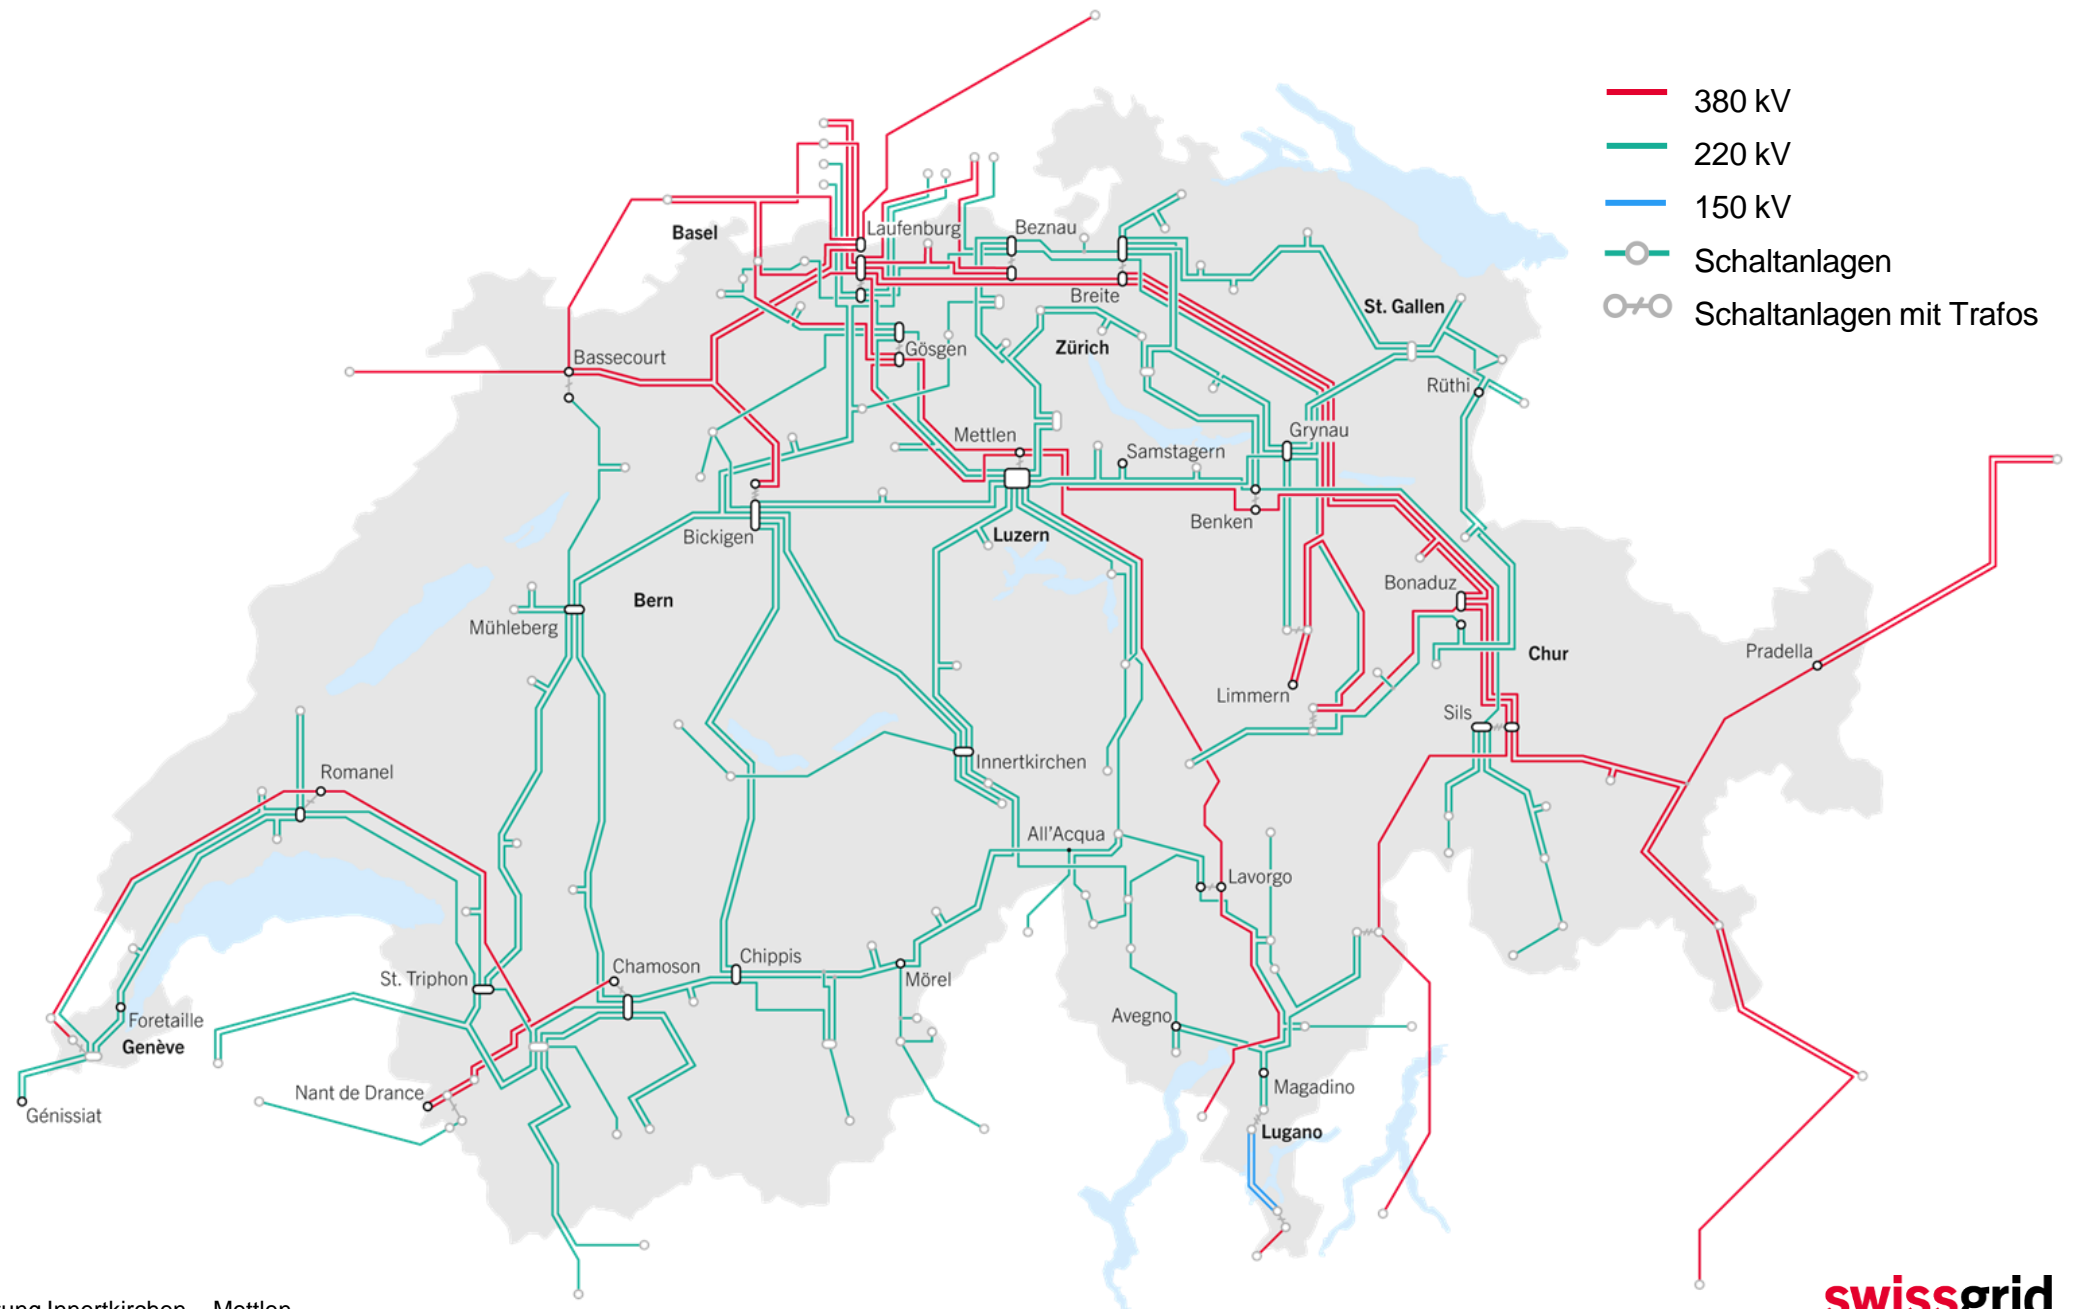 380 kV
220 kV
150 kV
Schaltanlagen
Schaltanlagen mit Trafos
Basel
Laufenburg
Beznau
Breite
St. Gallen
Zürich
Gösgen
Bassecourt
Rüthi
Mettlen
Grynau
Samstagern
Benken
Bickigen
Luzern
Bonaduz
Bern
Mühleberg
Chur
Pradella
Limmern
Sils
Innertkirchen
Romanel
All'Acqua
Lavorgo
Chippis
Chamoson
St. Triphon
Mörel
Foretaille
Genève
Avegno
Nant de Drance
Magadino
Génissiat
Lugano
Innertkirchen – Mettlen
swissgrid